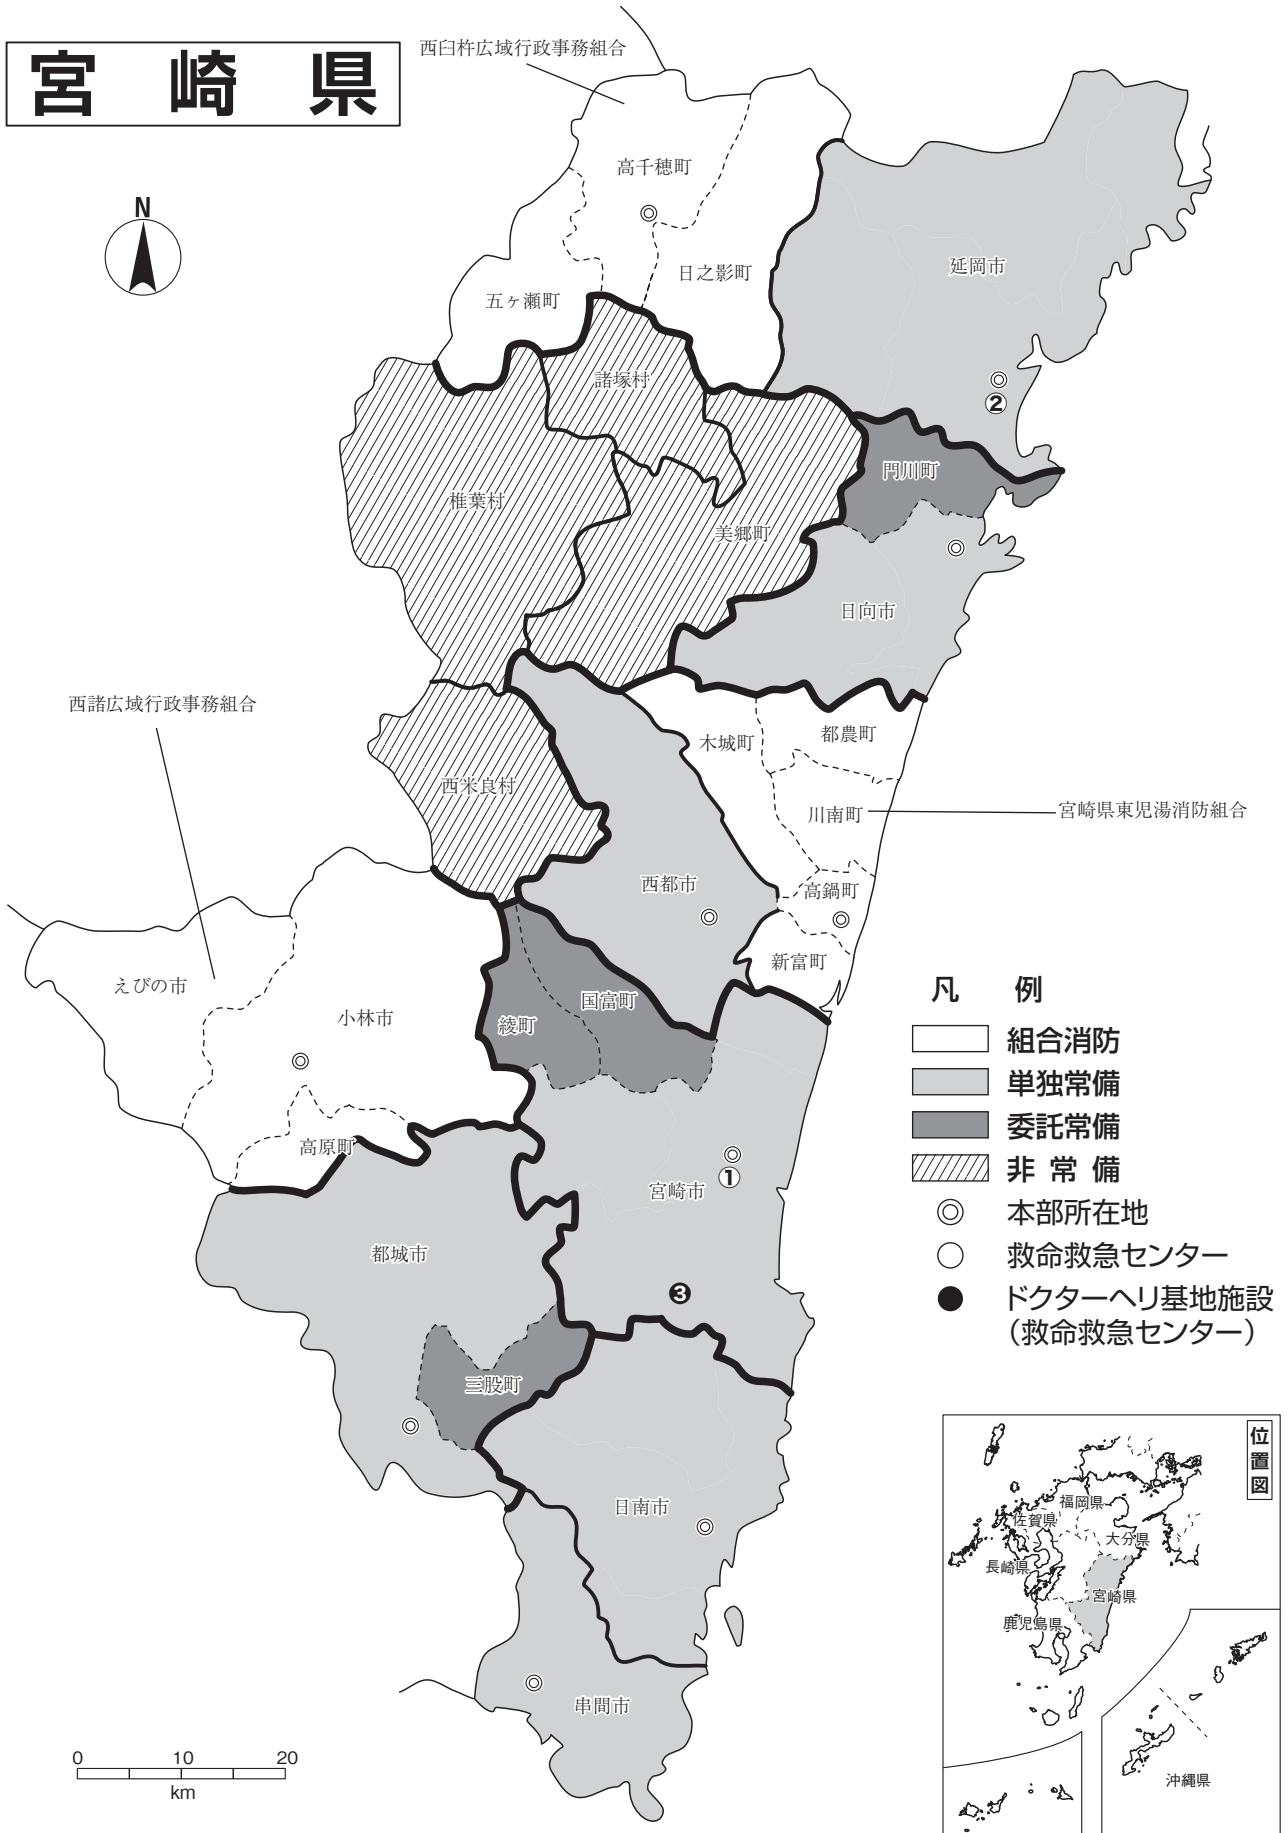 宮崎県
西臼杵広域行政事務組合
N
高千穂町
日之影町
五ヶ瀬町
延岡市
②
諸塚村
門川町
椎葉村
美郷町
日向市
西諸広域行政事務組合
木城町
都農町
西米良村
川南町
宮崎県東児湯消防組合
西都市
高鍋町
新富町
えびの市
小林市
国富町
綾町
高原町
宮崎市
①
都城市
❸
三股町
日南市
串間市
凡例
組合消防
単独常備
委託常備
非常備
本部所在地
救命救急センター
ドクターヘリ基地施設
（救命救急センター）
位置図
福岡県
佐賀県
大分県
長崎県
宮崎県
鹿児島県
沖縄県
0 10 20
km